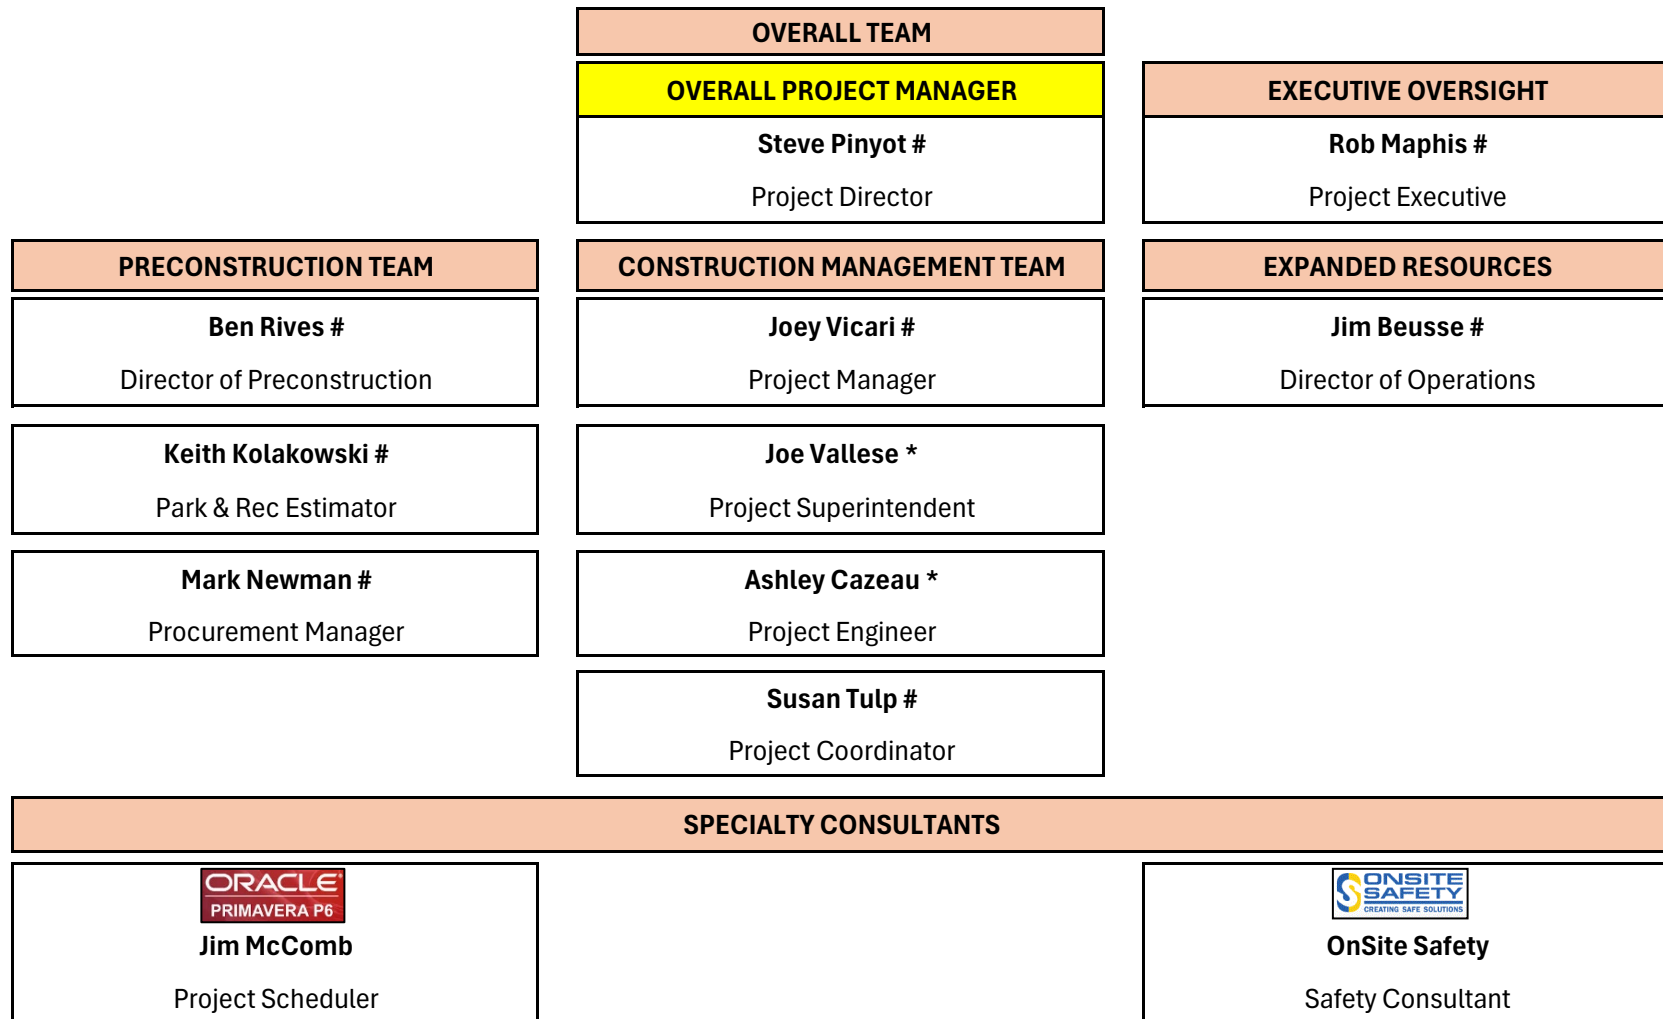 OVERALL TEAM
OVERALL PROJECT MANAGER
Steve Pinyot #
Project Director
EXECUTIVE OVERSIGHT
Rob Maphis #
Project Executive
PRECONSTRUCTION TEAM
Ben Rives #
Director of Preconstruction
Keith Kolakowski #
Park & Rec Estimator
Mark Newman #
Procurement Manager
CONSTRUCTION MANAGEMENT TEAM
Joey Vicari #
Project Manager
Joe Vallese *
Project Superintendent
Ashley Cazeau *
Project Engineer
Susan Tulp #
Project Coordinator
EXPANDED RESOURCES
Jim Beusse #
Director of Operations
SPECIALTY CONSULTANTS
ORACLE
PRIMAVERA P6
Jim McComb
Project Scheduler
ONSITE
SAFETY
CREATING SAFE SOLUTIONS
OnSite Safety
Safety Consultant